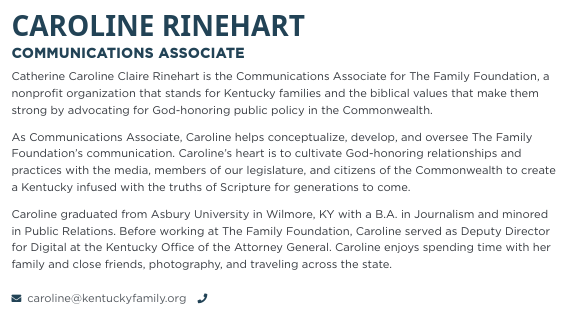 CAROLINE RINEHART
COMMUNICATIONS ASSOCIATE
Catherine Caroline Claire Rinehart is the Communications Associate for The Family Foundation, a
nonprofit organization that stands for Kentucky families and the biblical values that make them
strong by advocating for God-honoring public policy in the Commonwealth.
As Communications Associate, Caroline helps conceptualize, develop, and oversee The Family
Foundation's communication. Caroline's heart is to cultivate God-honoring relationships and
practices with the media, members of our legislature, and citizens of the Commonwealth to create
a Kentucky infused with the truths of Scripture for generations to come.
Caroline graduated from Asbury University in Wilmore, KY with a B.A. in Journalism and minored
in Public Relations. Before working at The Family Foundation, Caroline served as Deputy Director
for Digital at the Kentucky Office of the Attorney General. Caroline enjoys spending time with her
family and close friends, photography, and traveling across the state.
caroline@kentuckyfamily.org